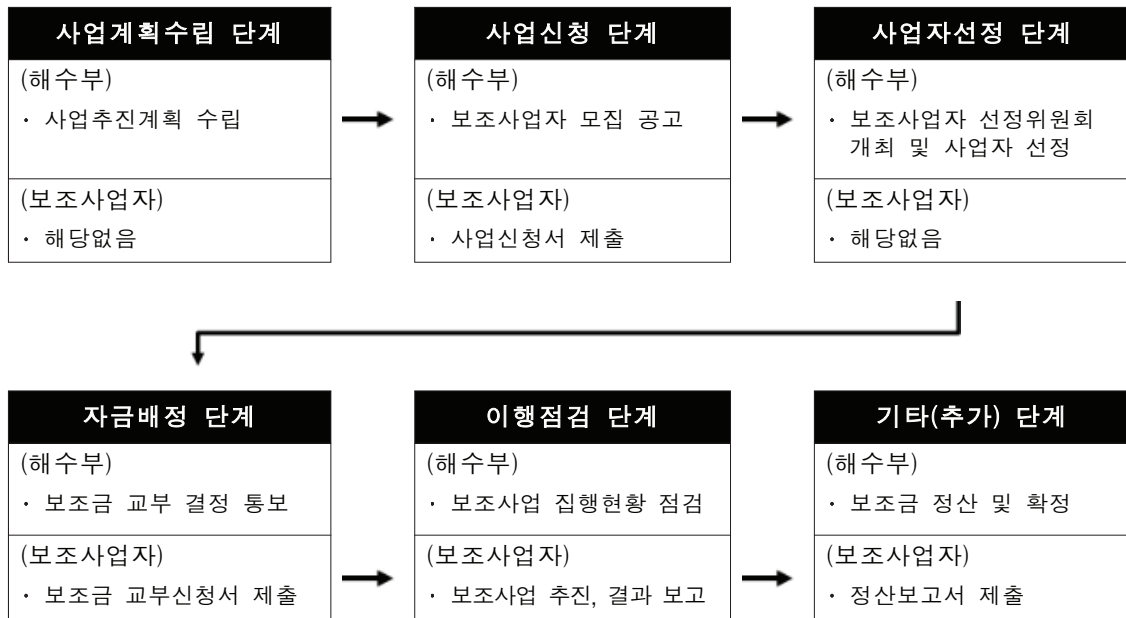 사업계획수립 단계
(해수부)
· 사업추진계획 수립
(보조사업자)
· 해당없음
사업신청 단계
(해수부)
· 보조사업자 모집 공고
(보조사업자)
· 사업신청서 제출
사업자선정 단계
(해수부)
· 보조사업자 선정위원회
개최 및 사업자 선정
(보조사업자)
· 해당없음
자금배정 단계
(해수부)
· 보조금 교부 결정 통보
(보조사업자)
· 보조금 교부신청서 제출
이행점검 단계
(해수부)
· 보조사업 집행현황 점검
(보조사업자)
· 보조사업 추진, 결과 보고
기타(추가) 단계
(해수부)
· 보조금 정산 및 확정
(보조사업자)
· 정산보고서 제출